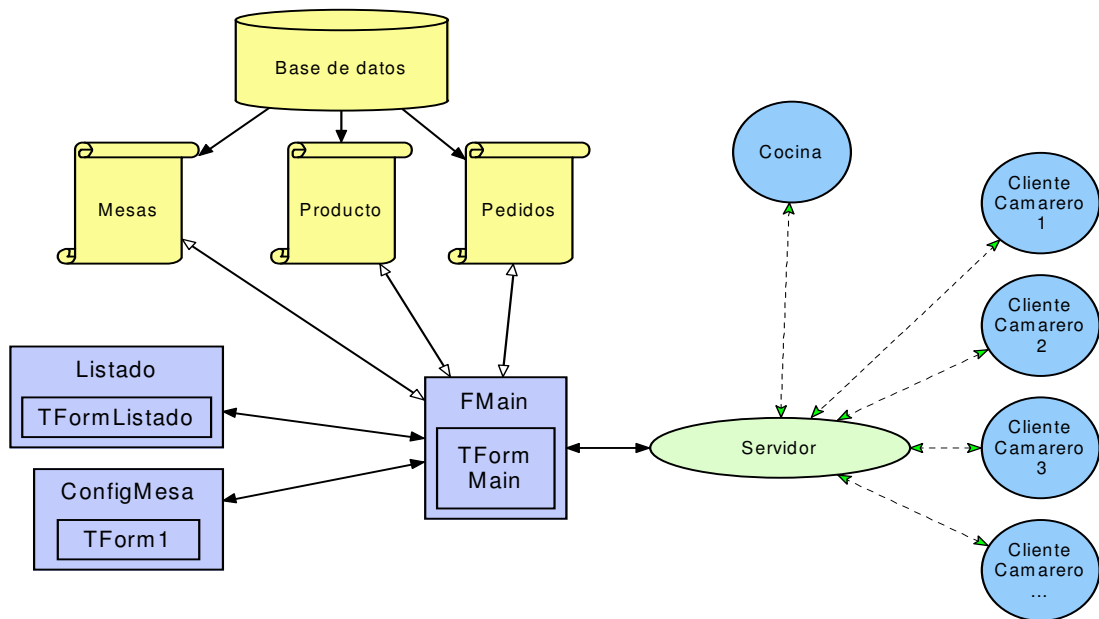 Base de datos
Mesas
Producto
Pedidos
Cocina
Cliente
Camarero
1
Cliente
Camarero
2
Listado
TFormListado
FMain
TForm
Main
Servidor
Cliente
Camarero
3
ConfigMesa
TForm1
Cliente
Camarero
...